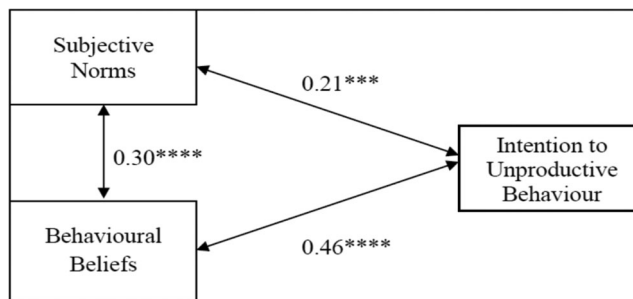 Subjective
Norms
0.21***
Intention to
Unproductive
Behaviour
0.30****
Behavioural
Beliefs
0.46****